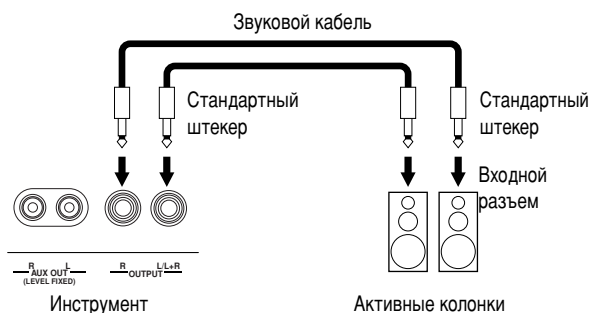 Звуковой кабель
Стандартный
штекер
Стандартный
штекер
Входной
разъем
R L
AUX OUT
(LEVEL FIXED)
R L/L+R
OUTPUT
Инструмент
Активные колонки